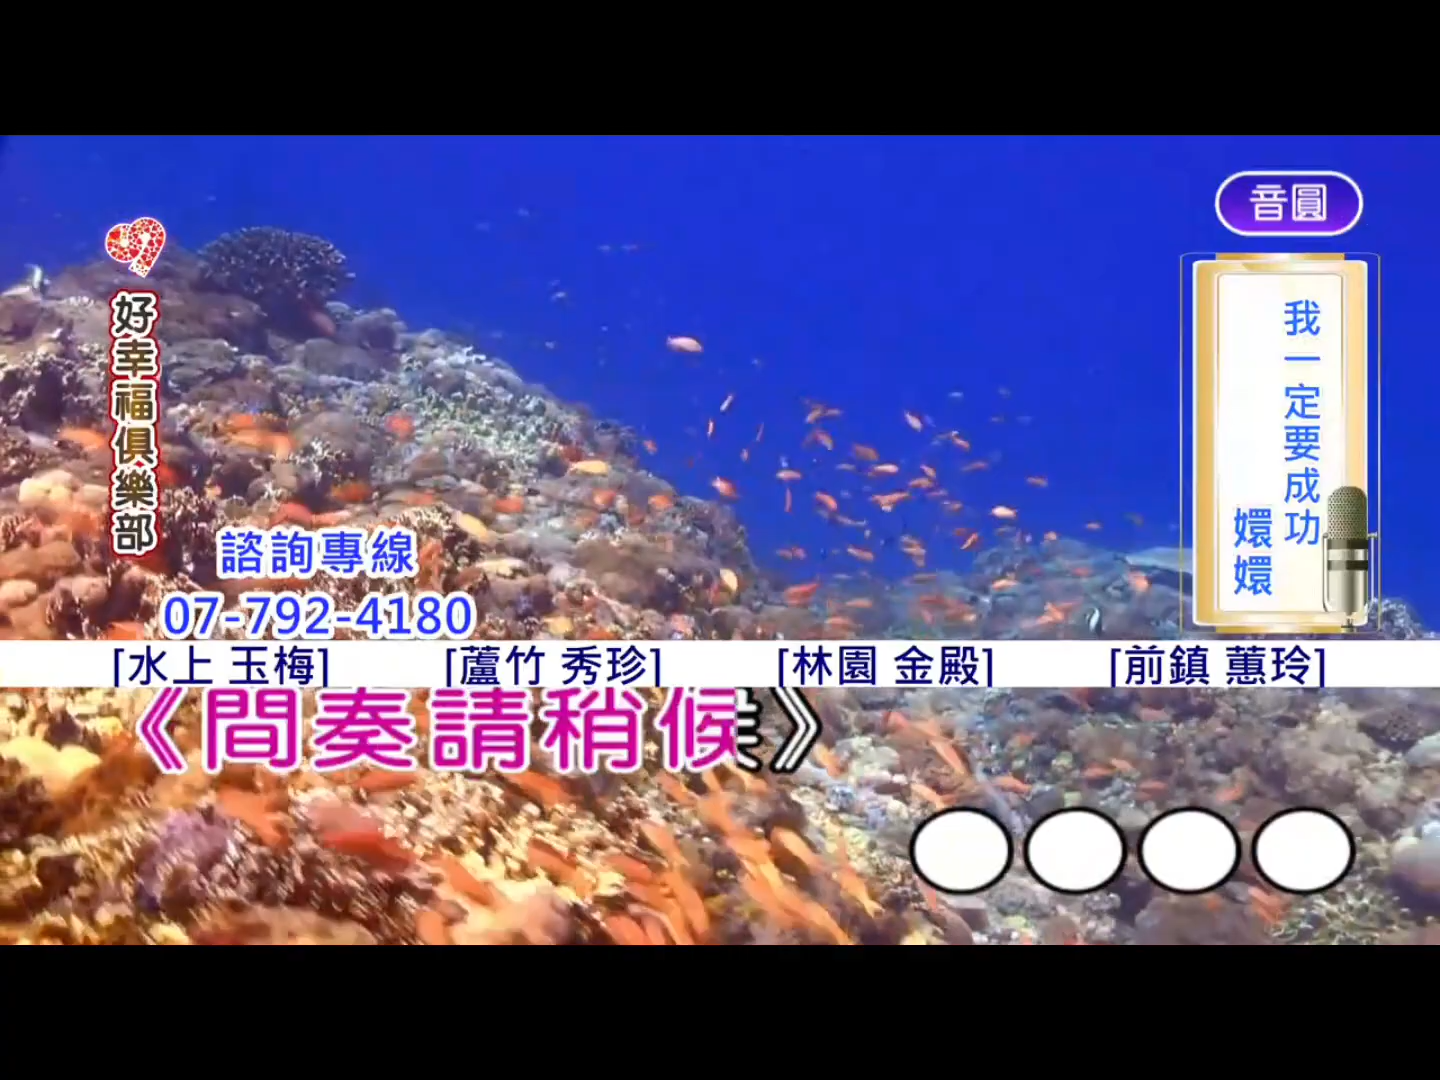 音圓
好幸福俱樂部
我一定要成功
嬛嬛
諮詢專線
07-792-4180
[水上 玉梅] [蘆竹 秀珍] [林園 金殿] [前鎮 蕙玲]
《間奏請稍候》